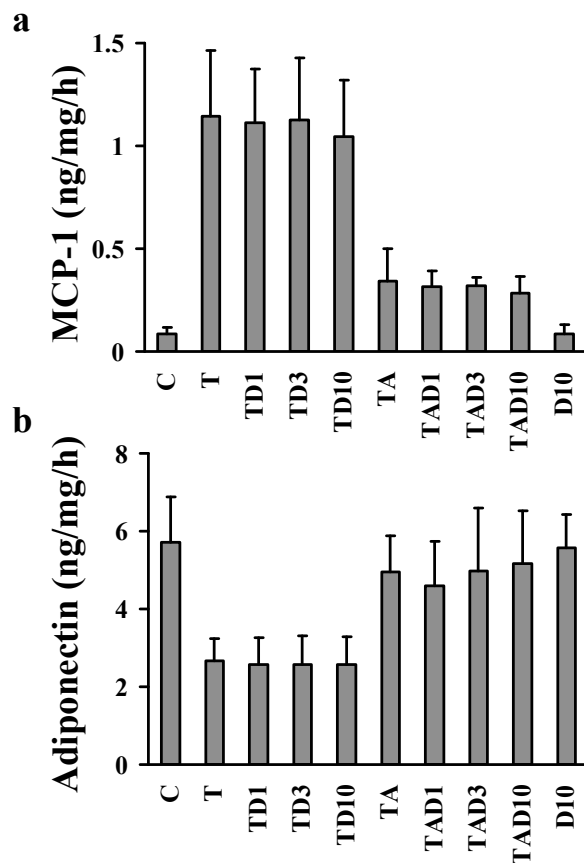 a
MCP-1 (ng/mg/h)
1.5
1
0.5
0
C T TD1 TD3 TD10 TA TAD1 TAD3 TAD10 D10
b
Adiponectin (ng/mg/h)
8
6
4
2
0
C T TD1 TD3 TD10 TA TAD1 TAD3 TAD10 D10